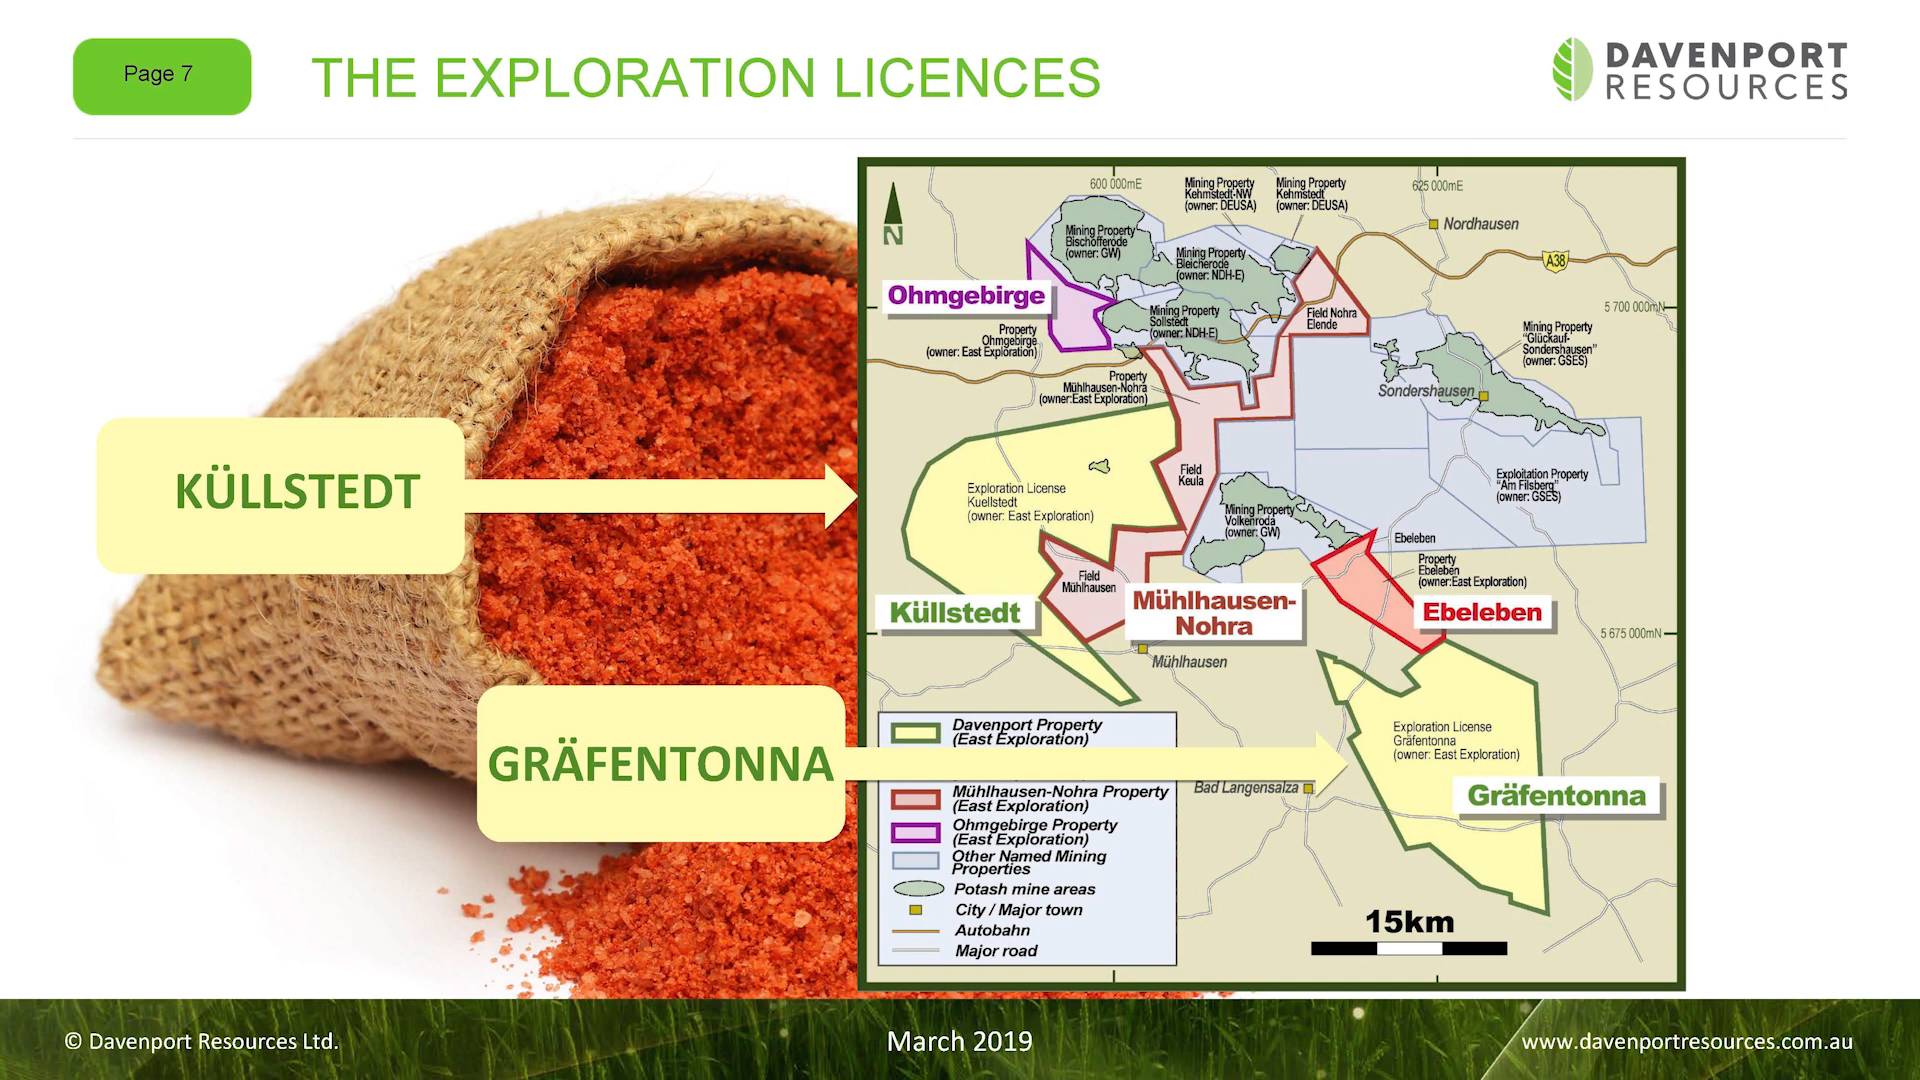 Page 7
THE EXPLORATION LICENCES
DAVENPORT
RESOURCES
KÜLLSTEDT
GRÄFENTONNA
600 000mE
625 000mE
N
Mining Property
Kehmstedt-NW
(owner: DEUSA)
Mining Property
Kehmstedt
(owner: DEUSA)
Nordhausen
A38
Mining Property
Bischofferode
(owner: GW)
Mining Property
Bleicherode
(owner: NDH-E)
Ohmgebirge
5 700 000mN
Mining Property
Sollstedt
(owner: NDH-E)
Field Nohra
Elende
Property
Ohmgebirge
(owner: East Exploration)
Mining Property
"Glückauf-
Sondershausen"
(owner: GSES)
Property
Mühlhausen-Nohra
(owner:East Exploration)
Sondershausen
Field
Keula
Exploration License
Kuellstedt
(owner: East Exploration)
Exploitation Property
"Am Filsberg"
(owner: GSES)
Mining Property
Volkenroda
(owner: GW)
Ebeleben
Property
Ebeleben
(owner:East Exploration)
Field
Mühlhausen
Küllstedt
Mühlhausen-
Nohra
Ebeleben
5 675 000mN
Mühlhausen
Exploration License
Gräfentonna
(owner: East Exploration)
Gräfentonna
Bad Langensalza
Davenport Property
(East Exploration)
Mühlhausen-Nohra Property
(East Exploration)
Ohmgebirge Property
(East Exploration)
Other Named Mining
Properties
Potash mine areas
City / Major town
Autobahn
Major road
15km
© Davenport Resources Ltd.
March 2019
www.davenportresources.com.au